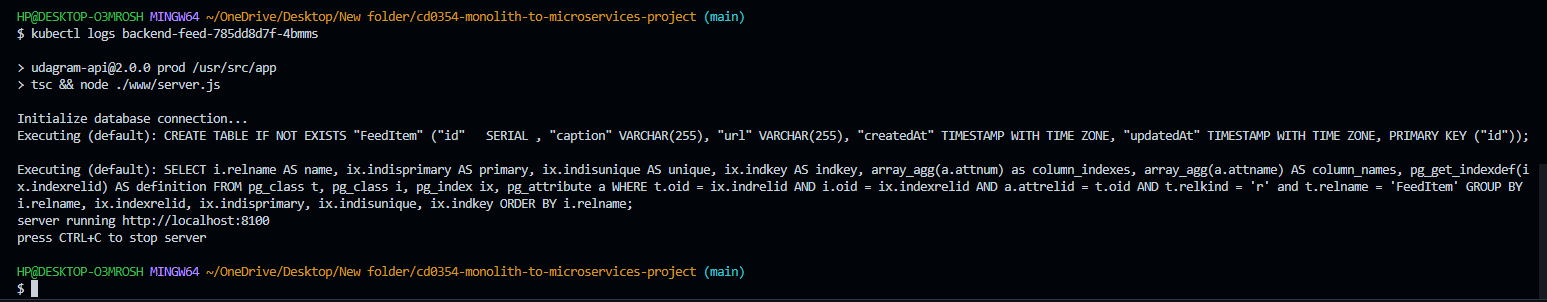 HP@DESKTOP-O3MROSH MINGW64 ~/OneDrive/Desktop/New folder/cd0354-monolith-to-microservices-project (main)
$ kubectl logs backend-feed-785dd8d7f-4bmms
> udagram-api@2.0.0 prod /usr/src/app
> tsc && node ./www/server.js
Initialize database connection...
Executing (default): CREATE TABLE IF NOT EXISTS "FeedItem" ("id"   SERIAL , "caption" VARCHAR(255), "url" VARCHAR(255), "createdAt" TIMESTAMP WITH TIME ZONE, "updatedAt" TIMESTAMP WITH TIME ZONE, PRIMARY KEY ("id"));
Executing (default): SELECT i.relname AS name, ix.indisprimary AS primary, ix.indisunique AS unique, ix.indkey AS indkey, array_agg(a.attnum) as column_indexes, array_agg(a.attname) AS column_names, pg_get_indexdef(i
x.indexrelid) AS definition FROM pg_class t, pg_class i, pg_index ix, pg_attribute a WHERE t.oid = ix.indrelid AND i.oid = ix.indexrelid AND a.attrelid = t.oid AND t.relkind = 'r' and t.relname = 'FeedItem' GROUP BY
i.relname, ix.indexrelid, ix.indisprimary, ix.indisunique, ix.indkey ORDER BY i.relname;
server running http://localhost:8100
press CTRL+C to stop server
HP@DESKTOP-O3MROSH MINGW64 ~/OneDrive/Desktop/New folder/cd0354-monolith-to-microservices-project (main)
$